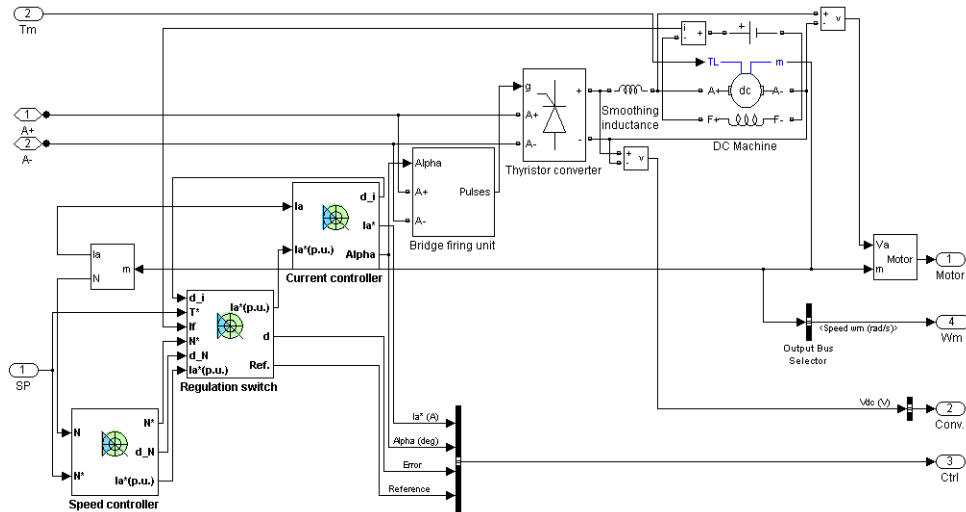 2
Tm
1
A+
2
A-
g
A+
A-
+
-
Thyristor converter
Smoothing
inductance
i
+
-
+
TL
m
A+
dc
A-
F+
F-
DC Machine
+
-
v
+
-
v
Alpha
A+
A-
Pulses
Bridge firing unit
Ia
Ia*(p.u.)
d_i
Ia*
Alpha
Current controller
Ia
N
m
d_i
T*
If
N*
d_N
Ia*(p.u.)
Ia*(p.u.)
d
Ref.
Regulation switch
1
SP
N
N*
N*
d_N
Ia*(p.u.)
Speed controller
Ia* (A)
Alpha (deg)
Error
Reference
Va
m
Motor
1
Motor
<Speed wm (rad/s)>
Output Bus
Selector
4
Wm
Vdc (V)
2
Conv.
3
Ctrl